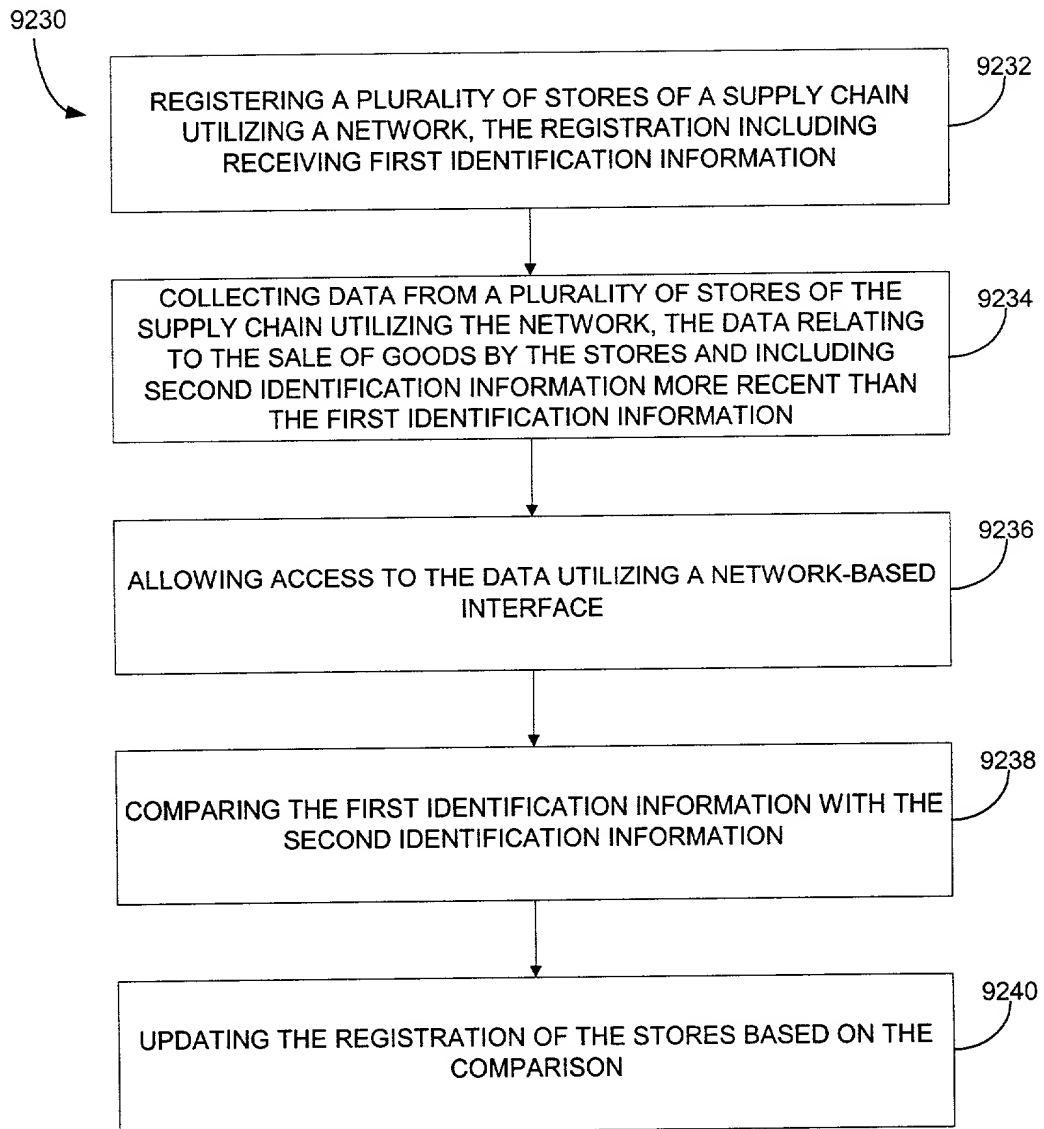 9230
9232
REGISTERING A PLURALITY OF STORES OF A SUPPLY CHAIN
UTILIZING A NETWORK, THE REGISTRATION INCLUDING
RECEIVING FIRST IDENTIFICATION INFORMATION
9234
COLLECTING DATA FROM A PLURALITY OF STORES OF THE
SUPPLY CHAIN UTILIZING THE NETWORK, THE DATA RELATING
TO THE SALE OF GOODS BY THE STORES AND INCLUDING
SECOND IDENTIFICATION INFORMATION MORE RECENT THAN
THE FIRST IDENTIFICATION INFORMATION
9236
ALLOWING ACCESS TO THE DATA UTILIZING A NETWORK-BASED
INTERFACE
9238
COMPARING THE FIRST IDENTIFICATION INFORMATION WITH THE
SECOND IDENTIFICATION INFORMATION
9240
UPDATING THE REGISTRATION OF THE STORES BASED ON THE
COMPARISON